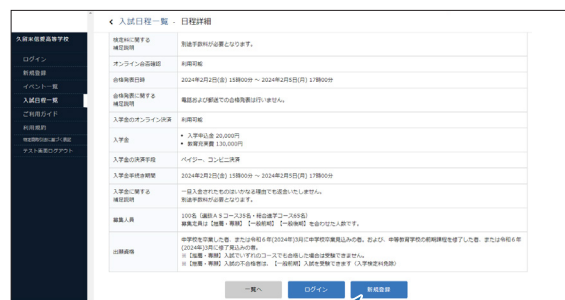 < 入試日程一覧 - 日程詳細
久留米信愛高等学校
ログイン
新規登録
イベント一覧
入試日程一覧
ご利用ガイド
利用規約
特定商取引法に基づく表記
テスト画面ログアウト
検定料に関する
補足説明
別途手数料が必要となります。
オンライン合否確認 利用可能
合格発表日時 2024年2月2日(金) 15時00分 ～ 2024年2月5日(月) 17時00分
合格発表に関する
補足説明
電話および郵送での合格発表は行いません。
入学金のオンライン決済 利用可能
入学金
• 入学申込金 20,000円
• 教育充実費 130,000円
入学金の決済手段 ペイジー、コンビニ決済
入学金手続き期間 2024年2月2日(金) 15時00分 ～ 2024年2月5日(月) 17時00分
入学金に関する
補足説明
一旦入金されたものはいかなる理由でも返金いたしません。
別途手数料が必要となります。
募集人員
100名（選抜ASコース35名・総合進学コース65名）
募集定員は【推薦・専願】【一般前期】【一般後期】を合わせた人数です。
出願資格
中学校を卒業した者、または令和6年(2024年)3月に中学校卒業見込みの者。および、中等教育学校の前期課程を修了した者、または令和6年
(2024年)3月に修了見込みの者。
※【推薦・専願】入試でいずれのコースでも合格した場合は受験できません。
※【推薦・専願】入試の不合格者は、【一般前期】入試を受験できます（入学検定料免除）
一覧へ
ログイン
新規登録